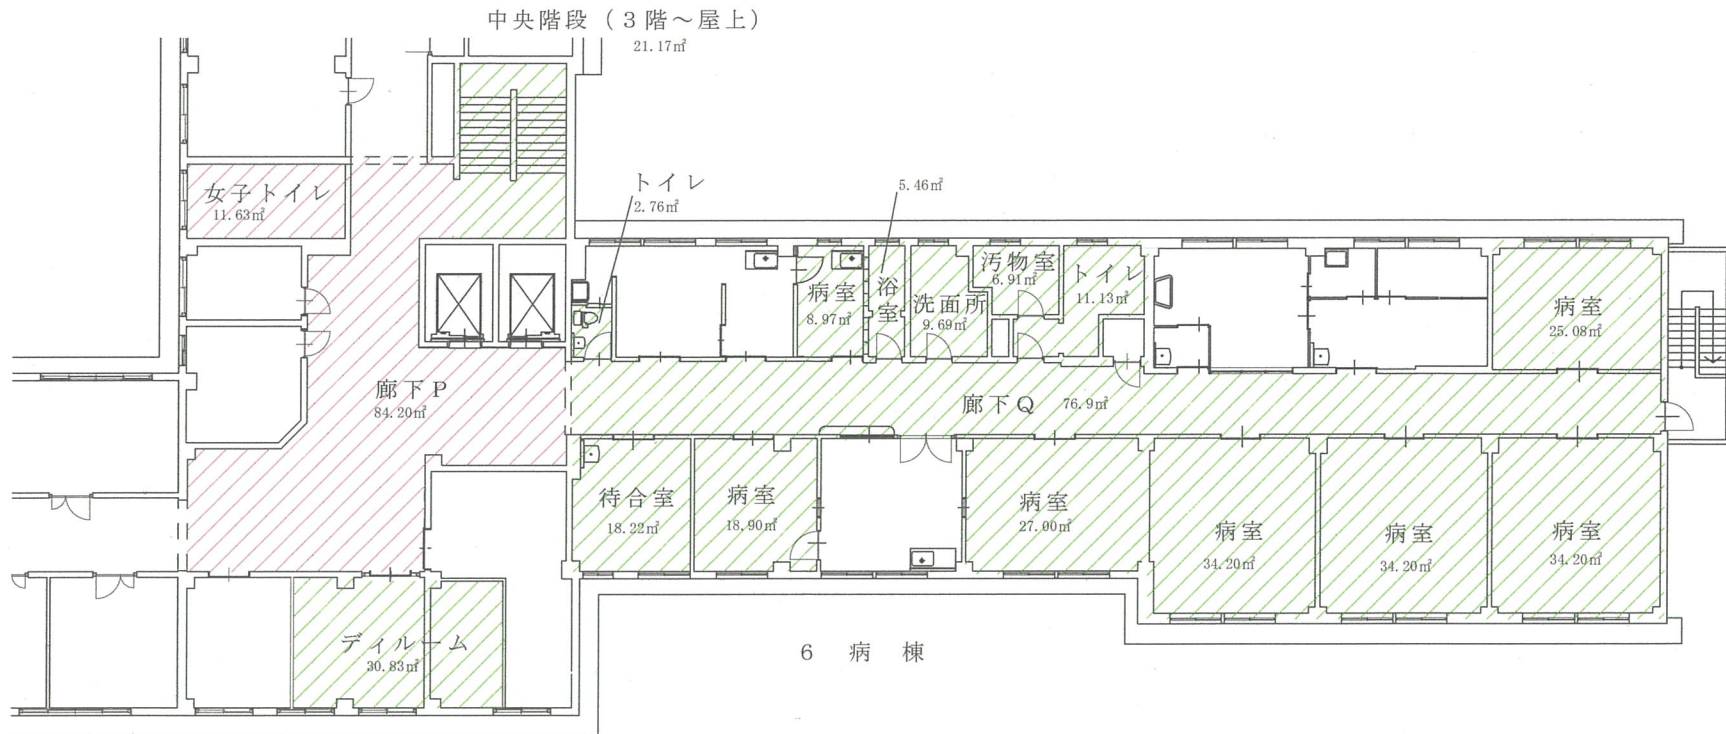 中央階段（３階～屋上）
21.17㎡
女子トイレ
11.63㎡
トイレ
2.76㎡
5.46㎡
病室
8.97㎡
浴室
洗面所
9.69㎡
汚物室
6.91㎡
トイレ
11.13㎡
病室
25.08㎡
廊下Ｐ
84.20㎡
廊下Ｑ 76.9㎡
待合室
18.22㎡
病室
18.90㎡
病室
27.00㎡
病室
34.20㎡
病室
34.20㎡
病室
34.20㎡
ディルーム
30.83㎡
６ 病 棟